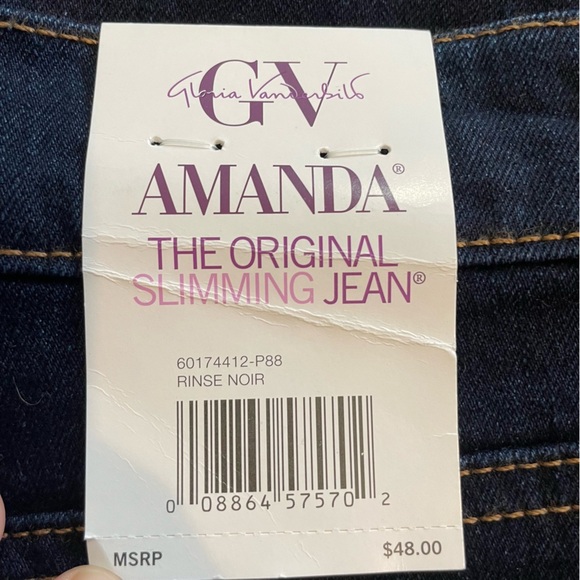 GV
Gloria Vanderbilt
AMANDA®
THE ORIGINAL
SLIMMING JEAN®
60174412-P88
RINSE NOIR
0 08864 57570 2
MSRP $48.00